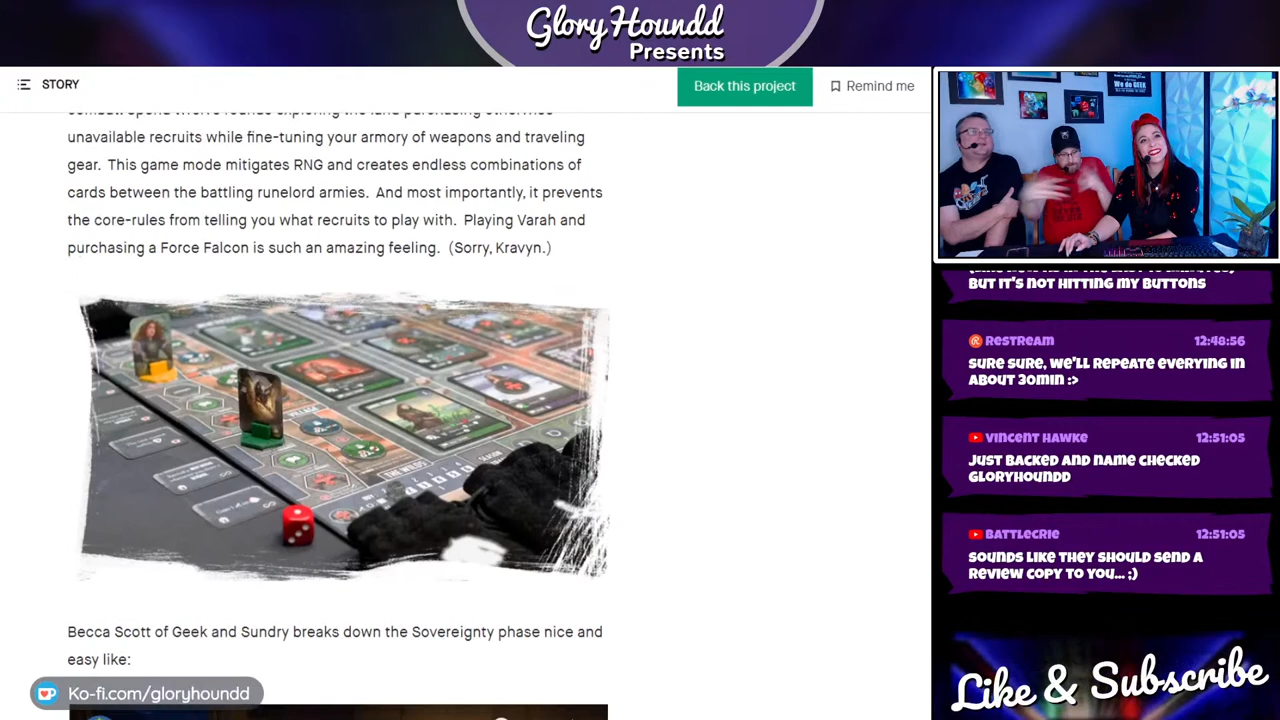 GloryHoundd
Presents
STORY
Back this project
Remind me
unavailable recruits while fine-tuning your armory of weapons and traveling
gear. This game mode mitigates RNG and creates endless combinations of
cards between the battling runelord armies. And most importantly, it prevents
the core-rules from telling you what recruits to play with. Playing Varah and
purchasing a Force Falcon is such an amazing feeling. (Sorry, Kravyn.)
THE WILDS
SEASON
Becca Scott of Geek and Sundry breaks down the Sovereignty phase nice and
easy like:
Ko-fi.com/gloryhoundd
BUT IT'S NOT HITTING MY BUTTONS
Restream 12:48:56
SURE SURE, WE'LL REPEATE EVERYING IN
ABOUT 30MIN :>
Vincent Hawke 12:51:05
JUST BACKED AND NAME CHECKED
GLORYHOUNDD
BattleCrie 12:51:05
SOUNDS LIKE THEY SHOULD SEND A
REVIEW COPY TO YOU... ;)
Like & Subscribe